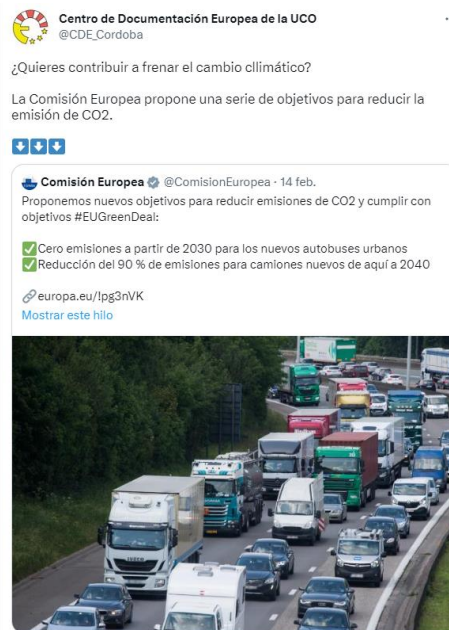 Centro de Documentación Europea de la UCO
@CDE_Cordoba
¿Quieres contribuir a frenar el cambio cllimático?
La Comisión Europea propone una serie de objetivos para reducir la
emisión de CO2.
Comisión Europea @ComisionEuropea · 14 feb.
Proponemos nuevos objetivos para reducir emisiones de CO2 y cumplir con
objetivos #EUGreenDeal:
✅Cero emisiones a partir de 2030 para los nuevos autobuses urbanos
✅Reducción del 90 % de emisiones para camiones nuevos de aquí a 2040
🔗europa.eu/!pg3nVK
Mostrar este hilo
IVECO